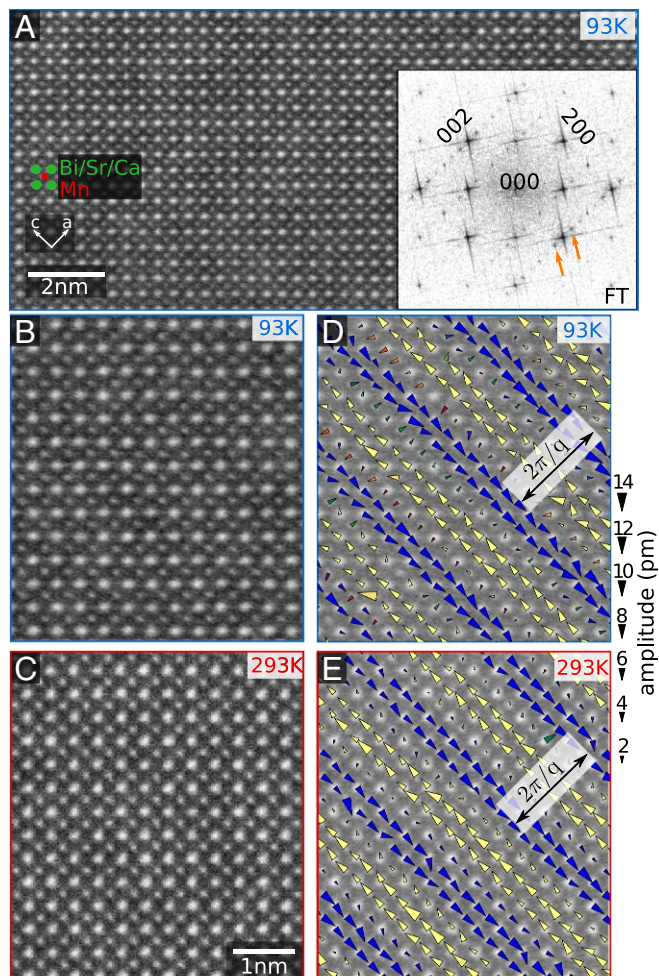 A
93K
002
200
000
Bi/Sr/Ca
Mn
c a
2nm
FT
B
93K
D
93K
2π/q
14
12
10
8
6
4
2
amplitude (pm)
C
293K
1nm
E
293K
2π/q